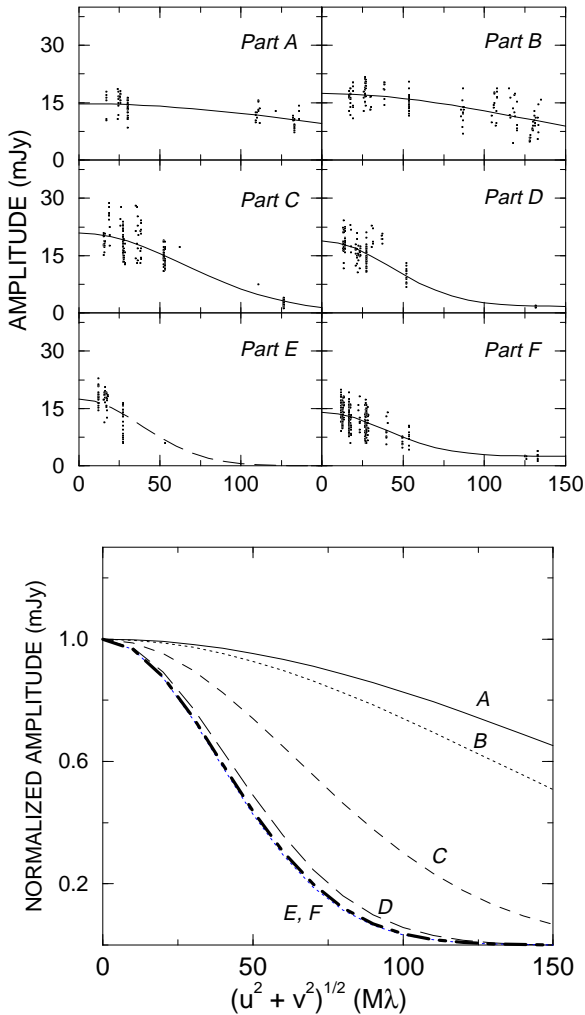 40
30
15
0
Part A
Part B
30
15
0
Part C
Part D
30
15
0
Part E
Part F
AMPLITUDE (mJy)
0 50 100 0 50 100 150
1.0
0.6
0.2
NORMALIZED AMPLITUDE (mJy)
A
B
C
D
E, F
0 50 100 150
(u² + v²)¹/² (Mλ)